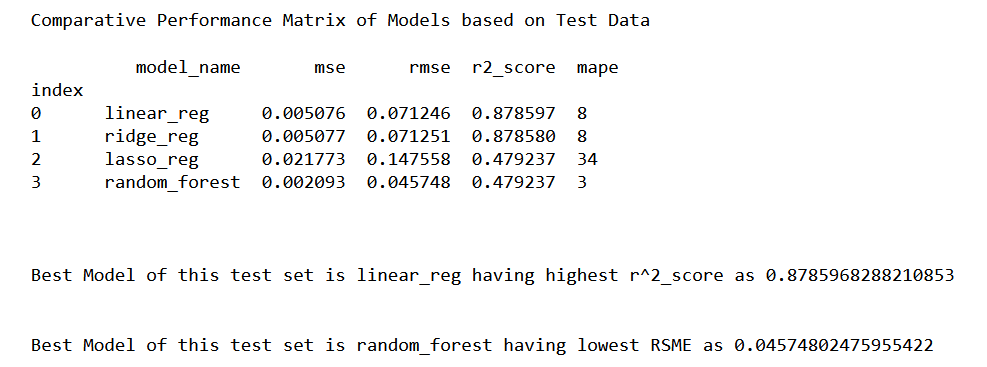 Comparative Performance Matrix of Models based on Test Data
model_name mse rmse r2_score mape
index
0 linear_reg 0.005076 0.071246 0.878597 8
1 ridge_reg 0.005077 0.071251 0.878580 8
2 lasso_reg 0.021773 0.147558 0.479237 34
3 random_forest 0.002093 0.045748 0.479237 3
Best Model of this test set is linear_reg having highest r^2_score as 0.8785968288210853
Best Model of this test set is random_forest having lowest RSME as 0.04574802475955422